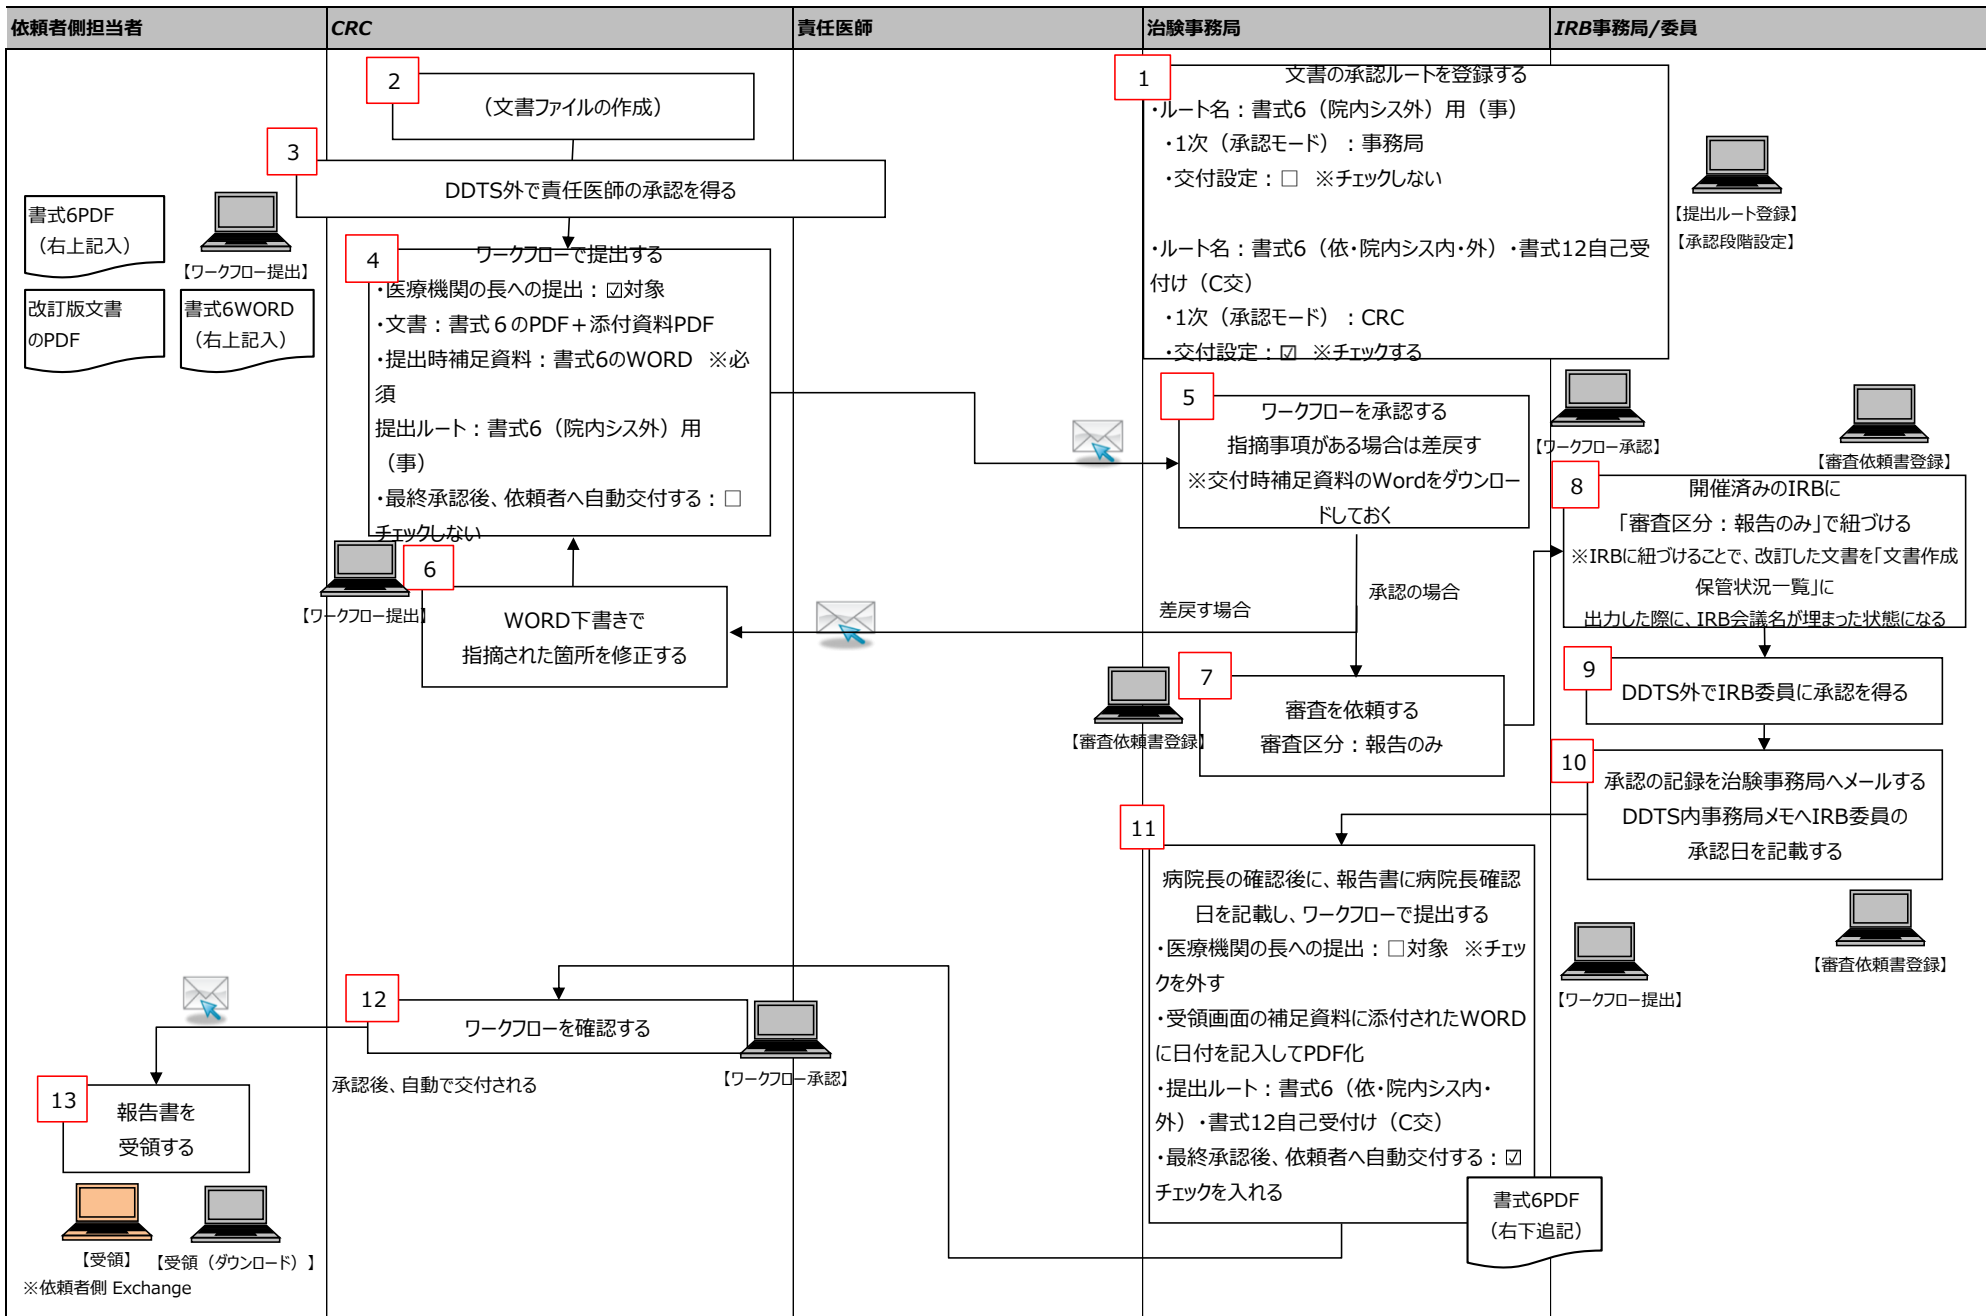 依頼者側担当者
CRC
責任医師
治験事務局
IRB事務局/委員
1
文書の承認ルートを登録する
・ルート名：書式6（院内シス外）用（事）
・1次（承認モード）：事務局
・交付設定：□　※チェックしない
・ルート名：書式6（依・院内シス内・外）・書式12自己受
付け（C交）
・1次（承認モード）：CRC
・交付設定：☑　※チェックする
【提出ルート登録】
【承認段階設定】
2
（文書ファイルの作成）
3
DDTS外で責任医師の承認を得る
書式6PDF
（右上記入）
【ワークフロー提出】
改訂版文書
のPDF
書式6WORD
（右上記入）
4
ワークフローで提出する
・医療機関の長への提出：☑対象
・文書：書式６のPDF＋添付資料PDF
・提出時補足資料：書式6のWORD　※必
須
提出ルート：書式6（院内シス外）用
（事）
・最終承認後、依頼者へ自動交付する：□
チェックしない
5
ワークフローを承認する
指摘事項がある場合は差戻す
※交付時補足資料のWordをダウンロー
ドしておく
【ワークフロー承認】
【審査依頼書登録】
6
WORD下書きで
指摘された箇所を修正する
【ワークフロー提出】
差戻す場合
承認の場合
7
審査を依頼する
審査区分：報告のみ
【審査依頼書登録】
8
開催済みのIRBに
「審査区分：報告のみ」で紐づける
※IRBに紐づけることで、改訂した文書を「文書作成
保管状況一覧」に
出力した際に、IRB会議名が埋まった状態になる
9
DDTS外でIRB委員に承認を得る
10
承認の記録を治験事務局へメールする
DDTS内事務局メモへIRB委員の
承認日を記載する
【審査依頼書登録】
11
病院長の確認後に、報告書に病院長確認
日を記載し、ワークフローで提出する
・医療機関の長への提出：□対象　※チェッ
クを外す
・受領画面の補足資料に添付されたWORD
に日付を記入してPDF化
・提出ルート：書式6（依・院内シス内・
外）・書式12自己受付け（C交）
・最終承認後、依頼者へ自動交付する：☑
チェックを入れる
【ワークフロー提出】
書式6PDF
（右下追記）
12
ワークフローを確認する
【ワークフロー承認】
承認後、自動で交付される
13
報告書を
受領する
【受領】
【受領（ダウンロード）】
※依頼者側 Exchange